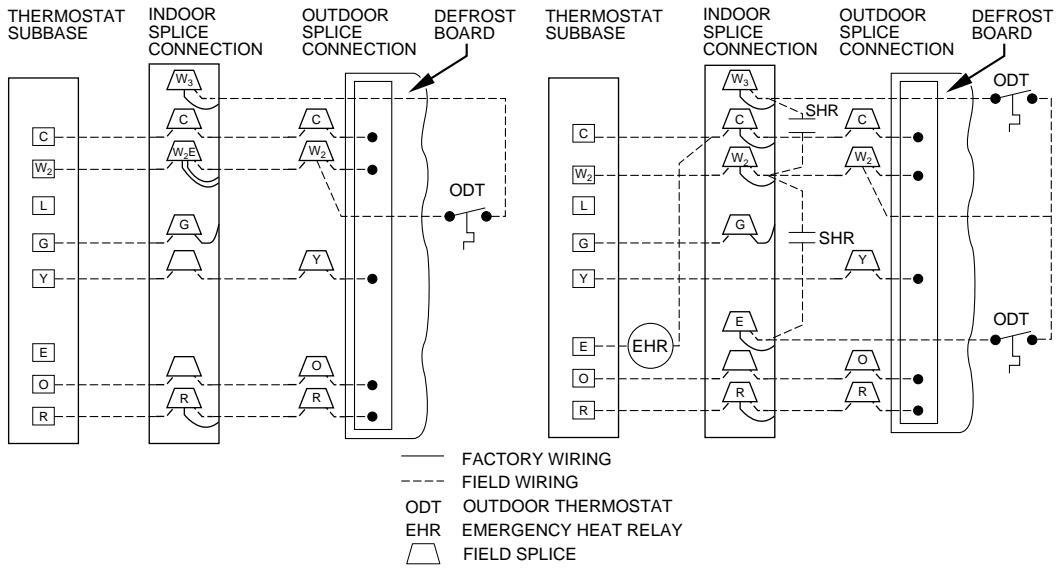 THERMOSTAT
SUBBASE
INDOOR
SPLICE
CONNECTION
OUTDOOR
SPLICE
CONNECTION
DEFROST
BOARD
W3
C
C
C
W2
W2E
W2
ODT
L
G
G
Y
Y
E
O
O
R
R
R
THERMOSTAT
SUBBASE
INDOOR
SPLICE
CONNECTION
OUTDOOR
SPLICE
CONNECTION
DEFROST
BOARD
ODT
W3
SHR
C
C
C
W2
W2
W2
L
G
G
SHR
Y
Y
E
EHR
E
ODT
O
O
R
R
R
FACTORY WIRING
FIELD WIRING
ODT OUTDOOR THERMOSTAT
EHR EMERGENCY HEAT RELAY
FIELD SPLICE